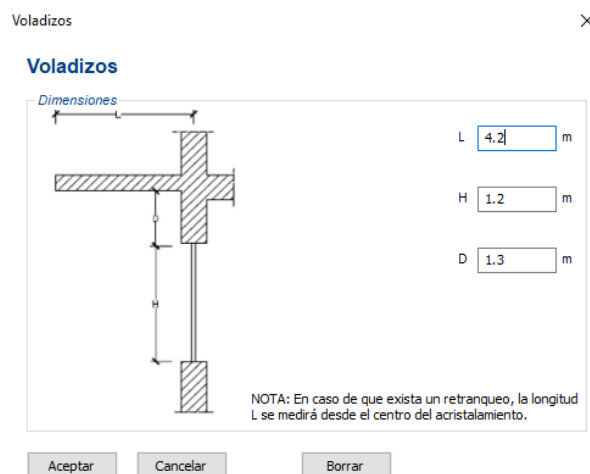 Voladizos
Voladizos
Dimensiones
L
L 4.2 m
D
H 1.2 m
D 1.3 m
H
NOTA: En caso de que exista un retranqueo, la longitud
L se medirá desde el centro del acristalamiento.
Aceptar Cancelar Borrar